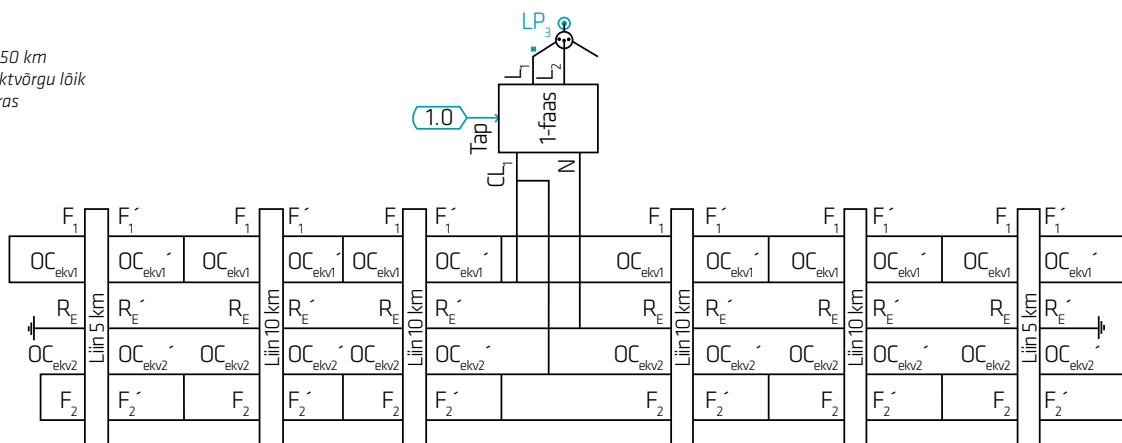 LP₃
50 km
ktvõrgu lõik
ras
L₁ L₂
1.0
Tap
1-faas
CL₁ N
F₁ F₁´ F₁ F₁´ F₁ F₁´ F₁ F₁´ F₁ F₁´ F₁ F₁´
OCekv1 OCekv1´ OCekv1 OCekv1´ OCekv1 OCekv1´ OCekv1 OCekv1´ OCekv1 OCekv1´ OCekv1 OCekv1´
RE RE´ RE RE´ RE RE´ RE RE´ RE RE´ RE RE´
Liin 5 km
Liin 10 km
Liin 10 km
Liin 10 km
Liin 10 km
Liin 5 km
OCekv2 OCekv2´ OCekv2 OCekv2´ OCekv2 OCekv2´ OCekv2 OCekv2´ OCekv2 OCekv2´ OCekv2 OCekv2´
F₂ F₂´ F₂ F₂´ F₂ F₂´ F₂ F₂´ F₂ F₂´ F₂ F₂´